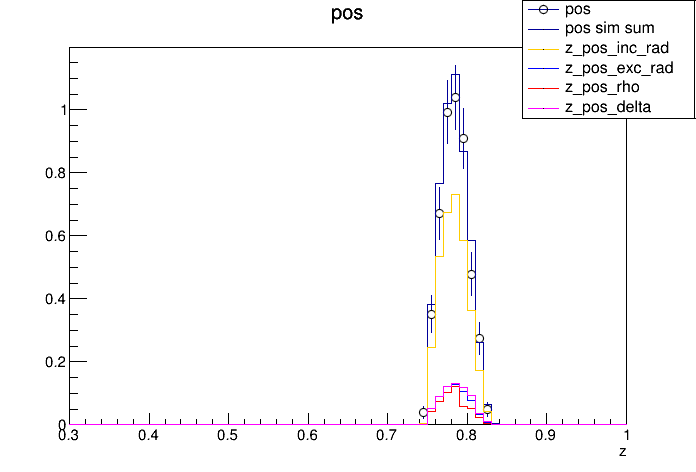 pos
pos
pos sim sum
z_pos_inc_rad
z_pos_exc_rad
z_pos_rho
z_pos_delta
1
0.8
0.6
0.4
0.2
0
0.3 0.4 0.5 0.6 0.7 0.8 0.9 1
z